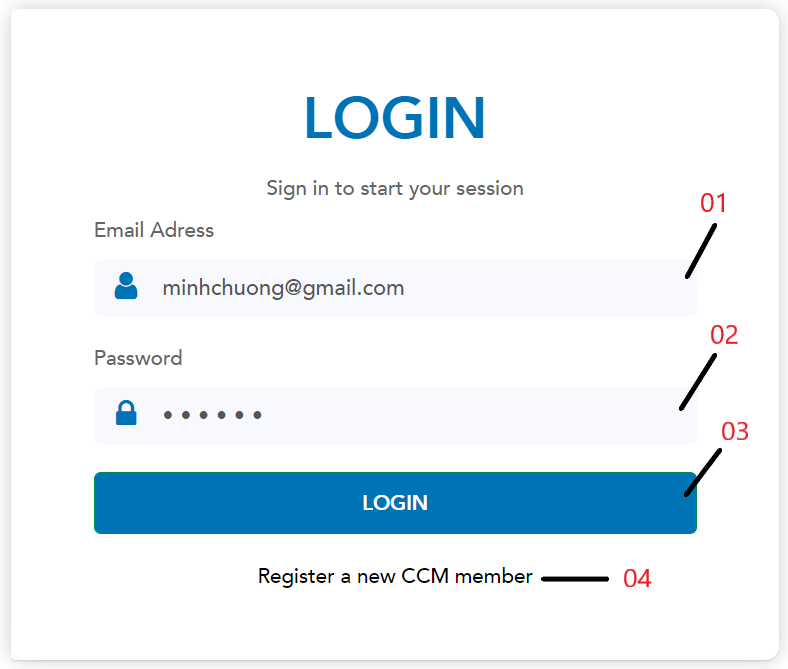 LOGIN
Sign in to start your session
01
Email Adress
minhchuong@gmail.com
02
Password
••••••
03
LOGIN
Register a new CCM member 04